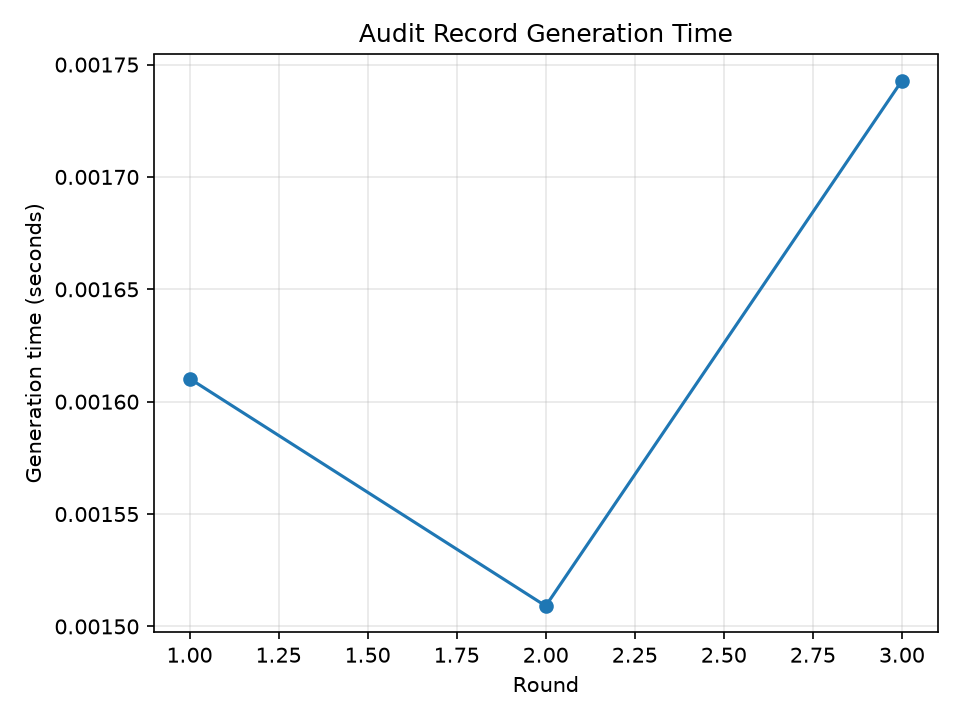 Audit Record Generation Time
0.00175
0.00170
0.00165
0.00160
0.00155
0.00150
Generation time (seconds)
1.00 1.25 1.50 1.75 2.00 2.25 2.50 2.75 3.00
Round